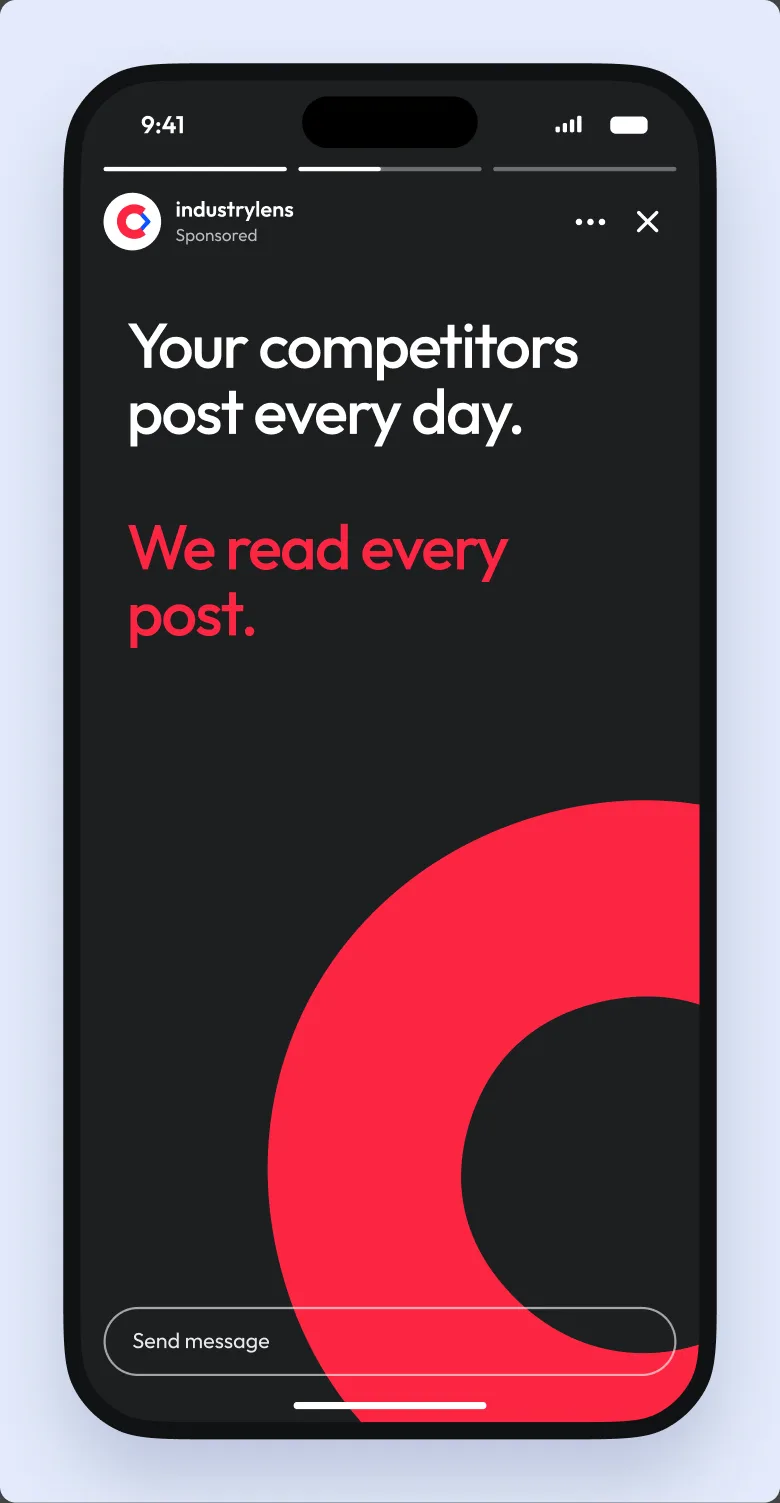 9:41
industrylens
Sponsored
Your competitors
post every day.
We read every
post.
Send message